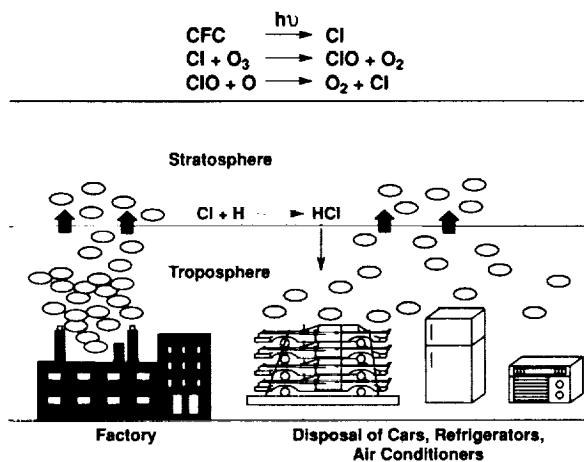 hυ
CFC → Cl
Cl + O₃ → ClO + O₂
ClO + O → O₂ + Cl
Stratosphere
Cl + H → HCl
Troposphere
Factory
Disposal of Cars, Refrigerators,
Air Conditioners